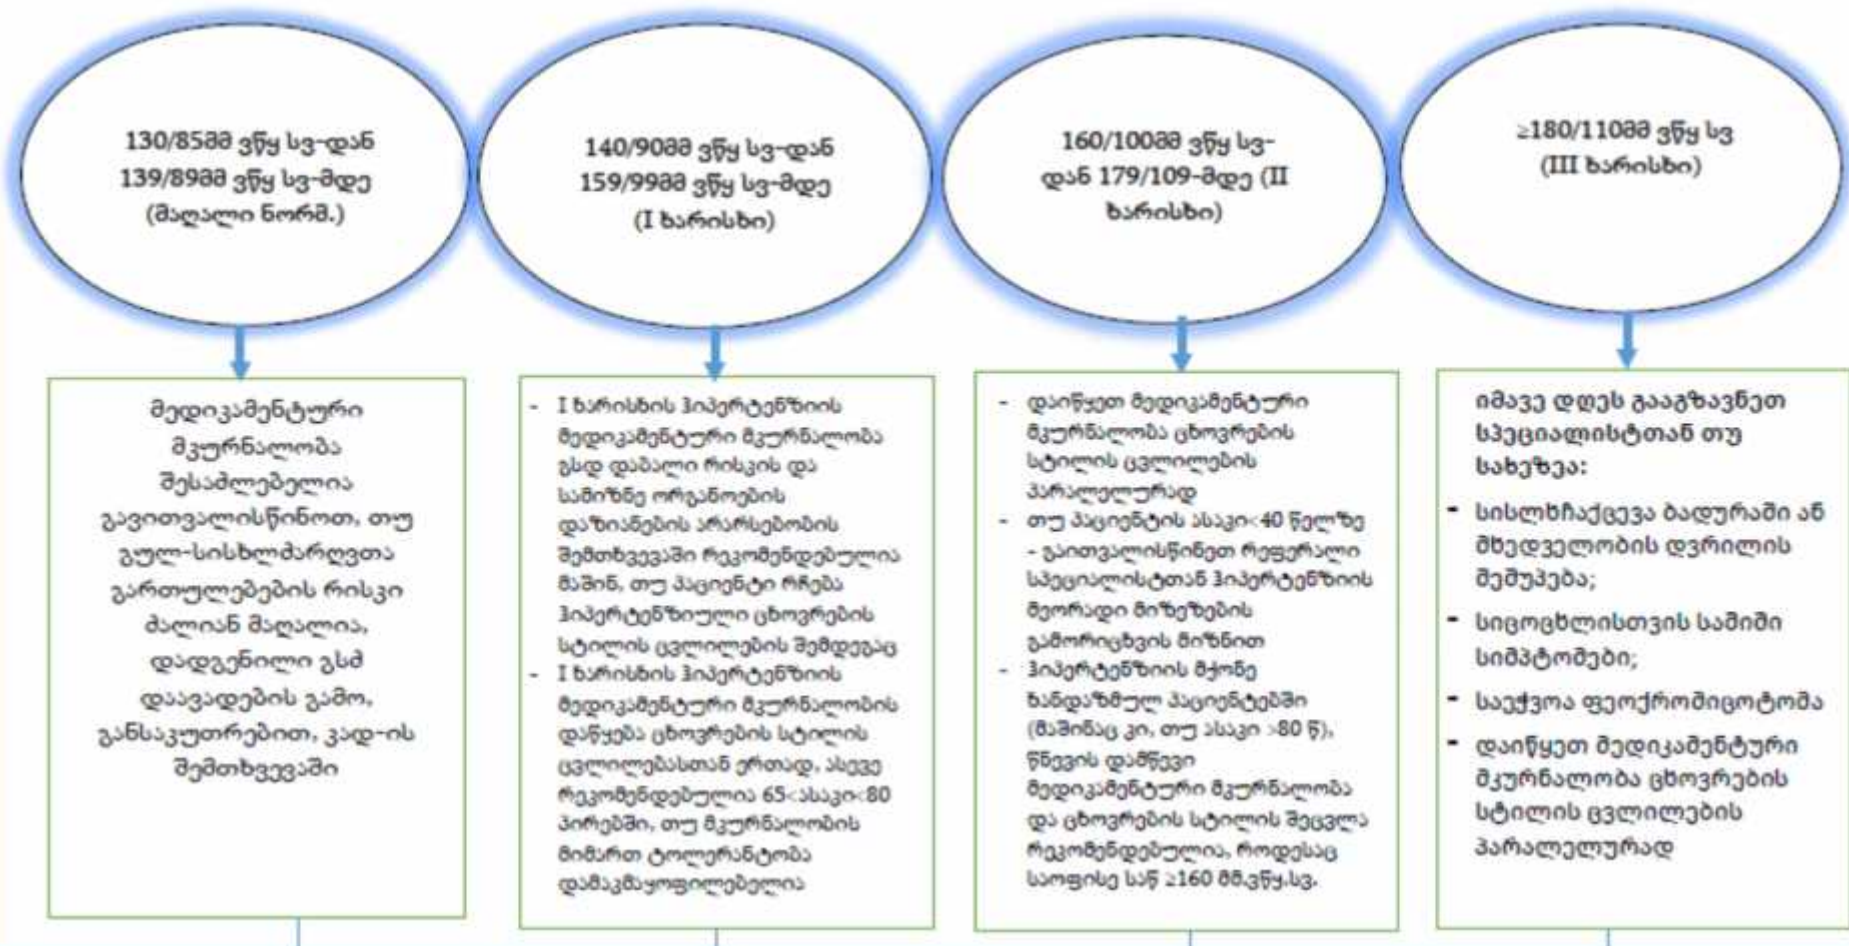 130/85მმ ვწყ სვ-დან
139/89მმ ვწყ სვ-მდე
(მაღალი ნორმ.)
140/90მმ ვწყ სვ-დან
159/99მმ ვწყ სვ-მდე
(I ხარისხი)
160/100მმ ვწყ სვ-
დან 179/109-მდე (II
ხარისხი)
≥180/110მმ ვწყ სვ
(III ხარისხი)
მედიკამენტური
მკურნალობა
შესაძლებელია
გავითვალისწინოთ, თუ
გულ-სისხლძარღვთა
გართულებების რისკი
ძალიან მაღალია,
დადგენილი გსძ
დაავადების გამო,
განსაკუთრებით, კად-ის
შემთხვევაში
- I ხარისხის ჰიპერტენზიის
მედიკამენტური მკურნალობა
გსდ დაბალი რისკის და
სამიზნე ორგანოების
დაზიანების არარსებობის
შემთხვევაში რეკომენდებულია
მაშინ, თუ პაციენტი რჩება
ჰიპერტენზიული ცხოვრების
სტილის ცვლილების შემდეგაც
- I ხარისხის ჰიპერტენზიის
მედიკამენტური მკურნალობის
დაწყება ცხოვრების სტილის
ცვლილებასთან ერთად, ასევე
რეკომენდებულია 65<ასაკი<80
პირებში, თუ მკურნალობის
მიმართ ტოლერანტობა
დამაკმაყოფილებელია
- დაიწყეთ მედიკამენტური
მკურნალობა ცხოვრების
სტილის ცვლილების
პარალელურად
- თუ პაციენტის ასაკი<40 წელზე
- გაითვალისწინეთ რეფერალი
სპეციალისტთან ჰიპერტენზიის
მეორადი მიზეზების
გამორიცხვის მიზნით
- ჰიპერტენზიის მქონე
ხანდაზმულ პაციენტებში
(მაშინაც კი, თუ ასაკი >80 წ),
წნევის დამწევი
მედიკამენტური მკურნალობა
და ცხოვრების სტილის შეცვლა
რეკომენდებულია, როდესაც
საოფისე საწ ≥160 მმ.ვწყ.სვ.
იმავე დღეს გააგზავნეთ
სპეციალისტთან თუ
სახეზეა:
- სისლხჩაქცევა ბადურაში ან
მხედველობის დვრილის
შეშუპება;
- სიცოცხლისთვის საშიში
სიმპტომები;
- საეჭვოა ფეოქრომიცოტომა
- დაიწყეთ მედიკამენტური
მკურნალობა ცხოვრების
სტილის ცვლილების
პარალელურად